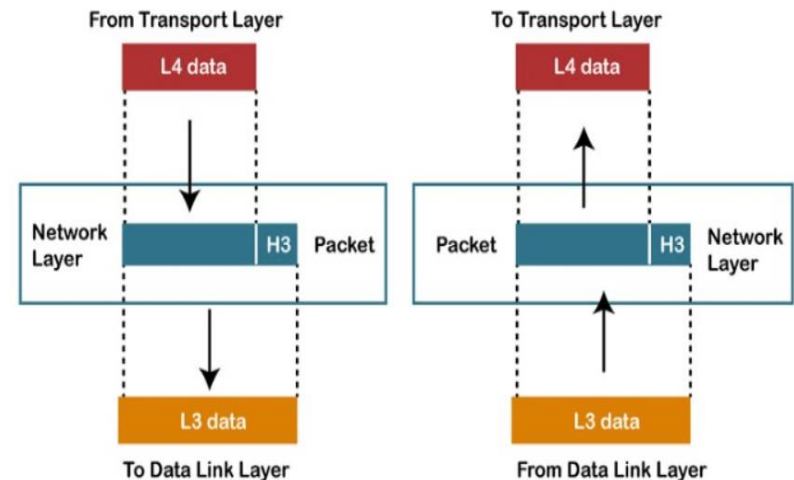 From Transport Layer
L4 data
Network
Layer
H3
Packet
L3 data
To Data Link Layer
To Transport Layer
L4 data
Packet
H3
Network
Layer
L3 data
From Data Link Layer